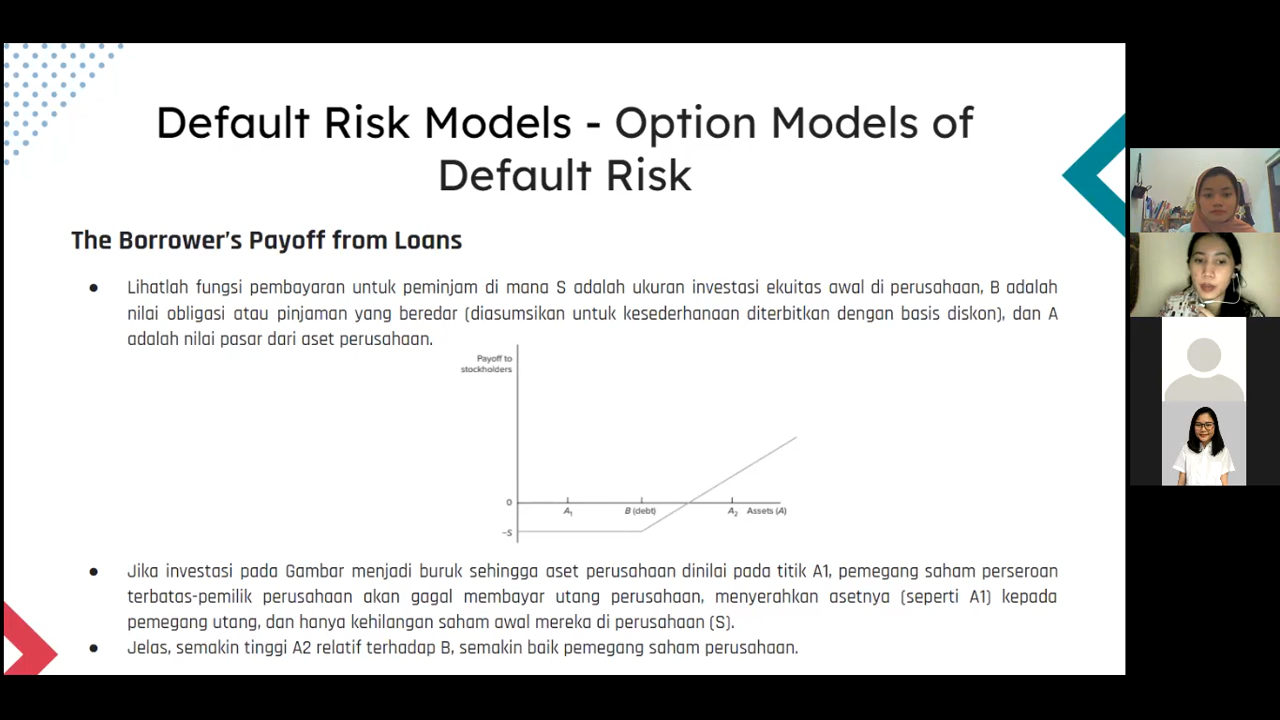 Default Risk Models - Option Models of
Default Risk
The Borrower's Payoff from Loans
● Lihatlah fungsi pembayaran untuk peminjam di mana S adalah ukuran investasi ekuitas awal di perusahaan, B adalah
nilai obligasi atau pinjaman yang beredar (diasumsikan untuk kesederhanaan diterbitkan dengan basis diskon), dan A
adalah nilai pasar dari aset perusahaan.
Payoff to
stockholders
0
A₁
B (debt)
A₂
Assets (A)
−S
● Jika investasi pada Gambar menjadi buruk sehingga aset perusahaan dinilai pada titik A1, pemegang saham perseroan
terbatas-pemilik perusahaan akan gagal membayar utang perusahaan, menyerahkan asetnya (seperti A1) kepada
pemegang utang, dan hanya kehilangan saham awal mereka di perusahaan (S).
● Jelas, semakin tinggi A2 relatif terhadap B, semakin baik pemegang saham perusahaan.